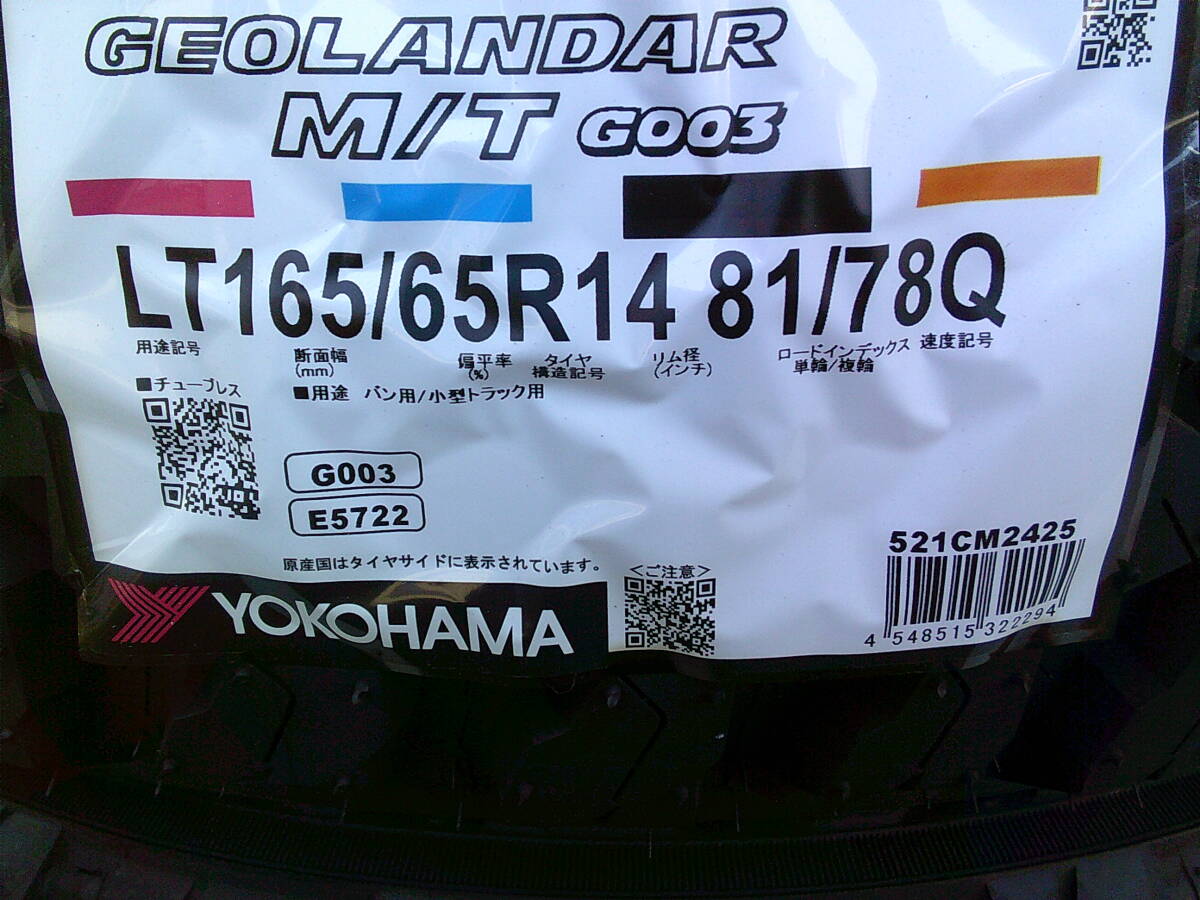 GEOLANDAR
M/T G003
LT165/65R14 81/78Q
用途記号 断面幅(mm) 偏平率(%) タイヤ構造記号 リム径(インチ) ロードインデックス単輪/複輪 速度記号
■チューブレス
■用途 バン用/小型トラック用
G003
E5722
原産国はタイヤサイドに表示されています。
<ご注意>
521CM2425
4 548515 322294
YOKOHAMA